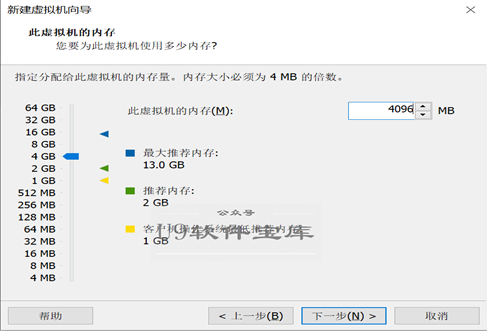 新建虚拟机向导
此虚拟机的内存
您要为此虚拟机使用多少内存?
指定分配给此虚拟机的内存量。内存大小必须为 4 MB 的倍数。
64 GB
32 GB
16 GB
8 GB
4 GB
2 GB
1 GB
512 MB
256 MB
128 MB
64 MB
32 MB
16 MB
8 MB
4 MB
此虚拟机的内存(M):
4096
MB
最大推荐内存:
13.0 GB
推荐内存:
2 GB
公众号
U9软件宝库
客户机操作系统最低推荐内存:
1 GB
帮助
< 上一步(B)
下一步(N) >
取消